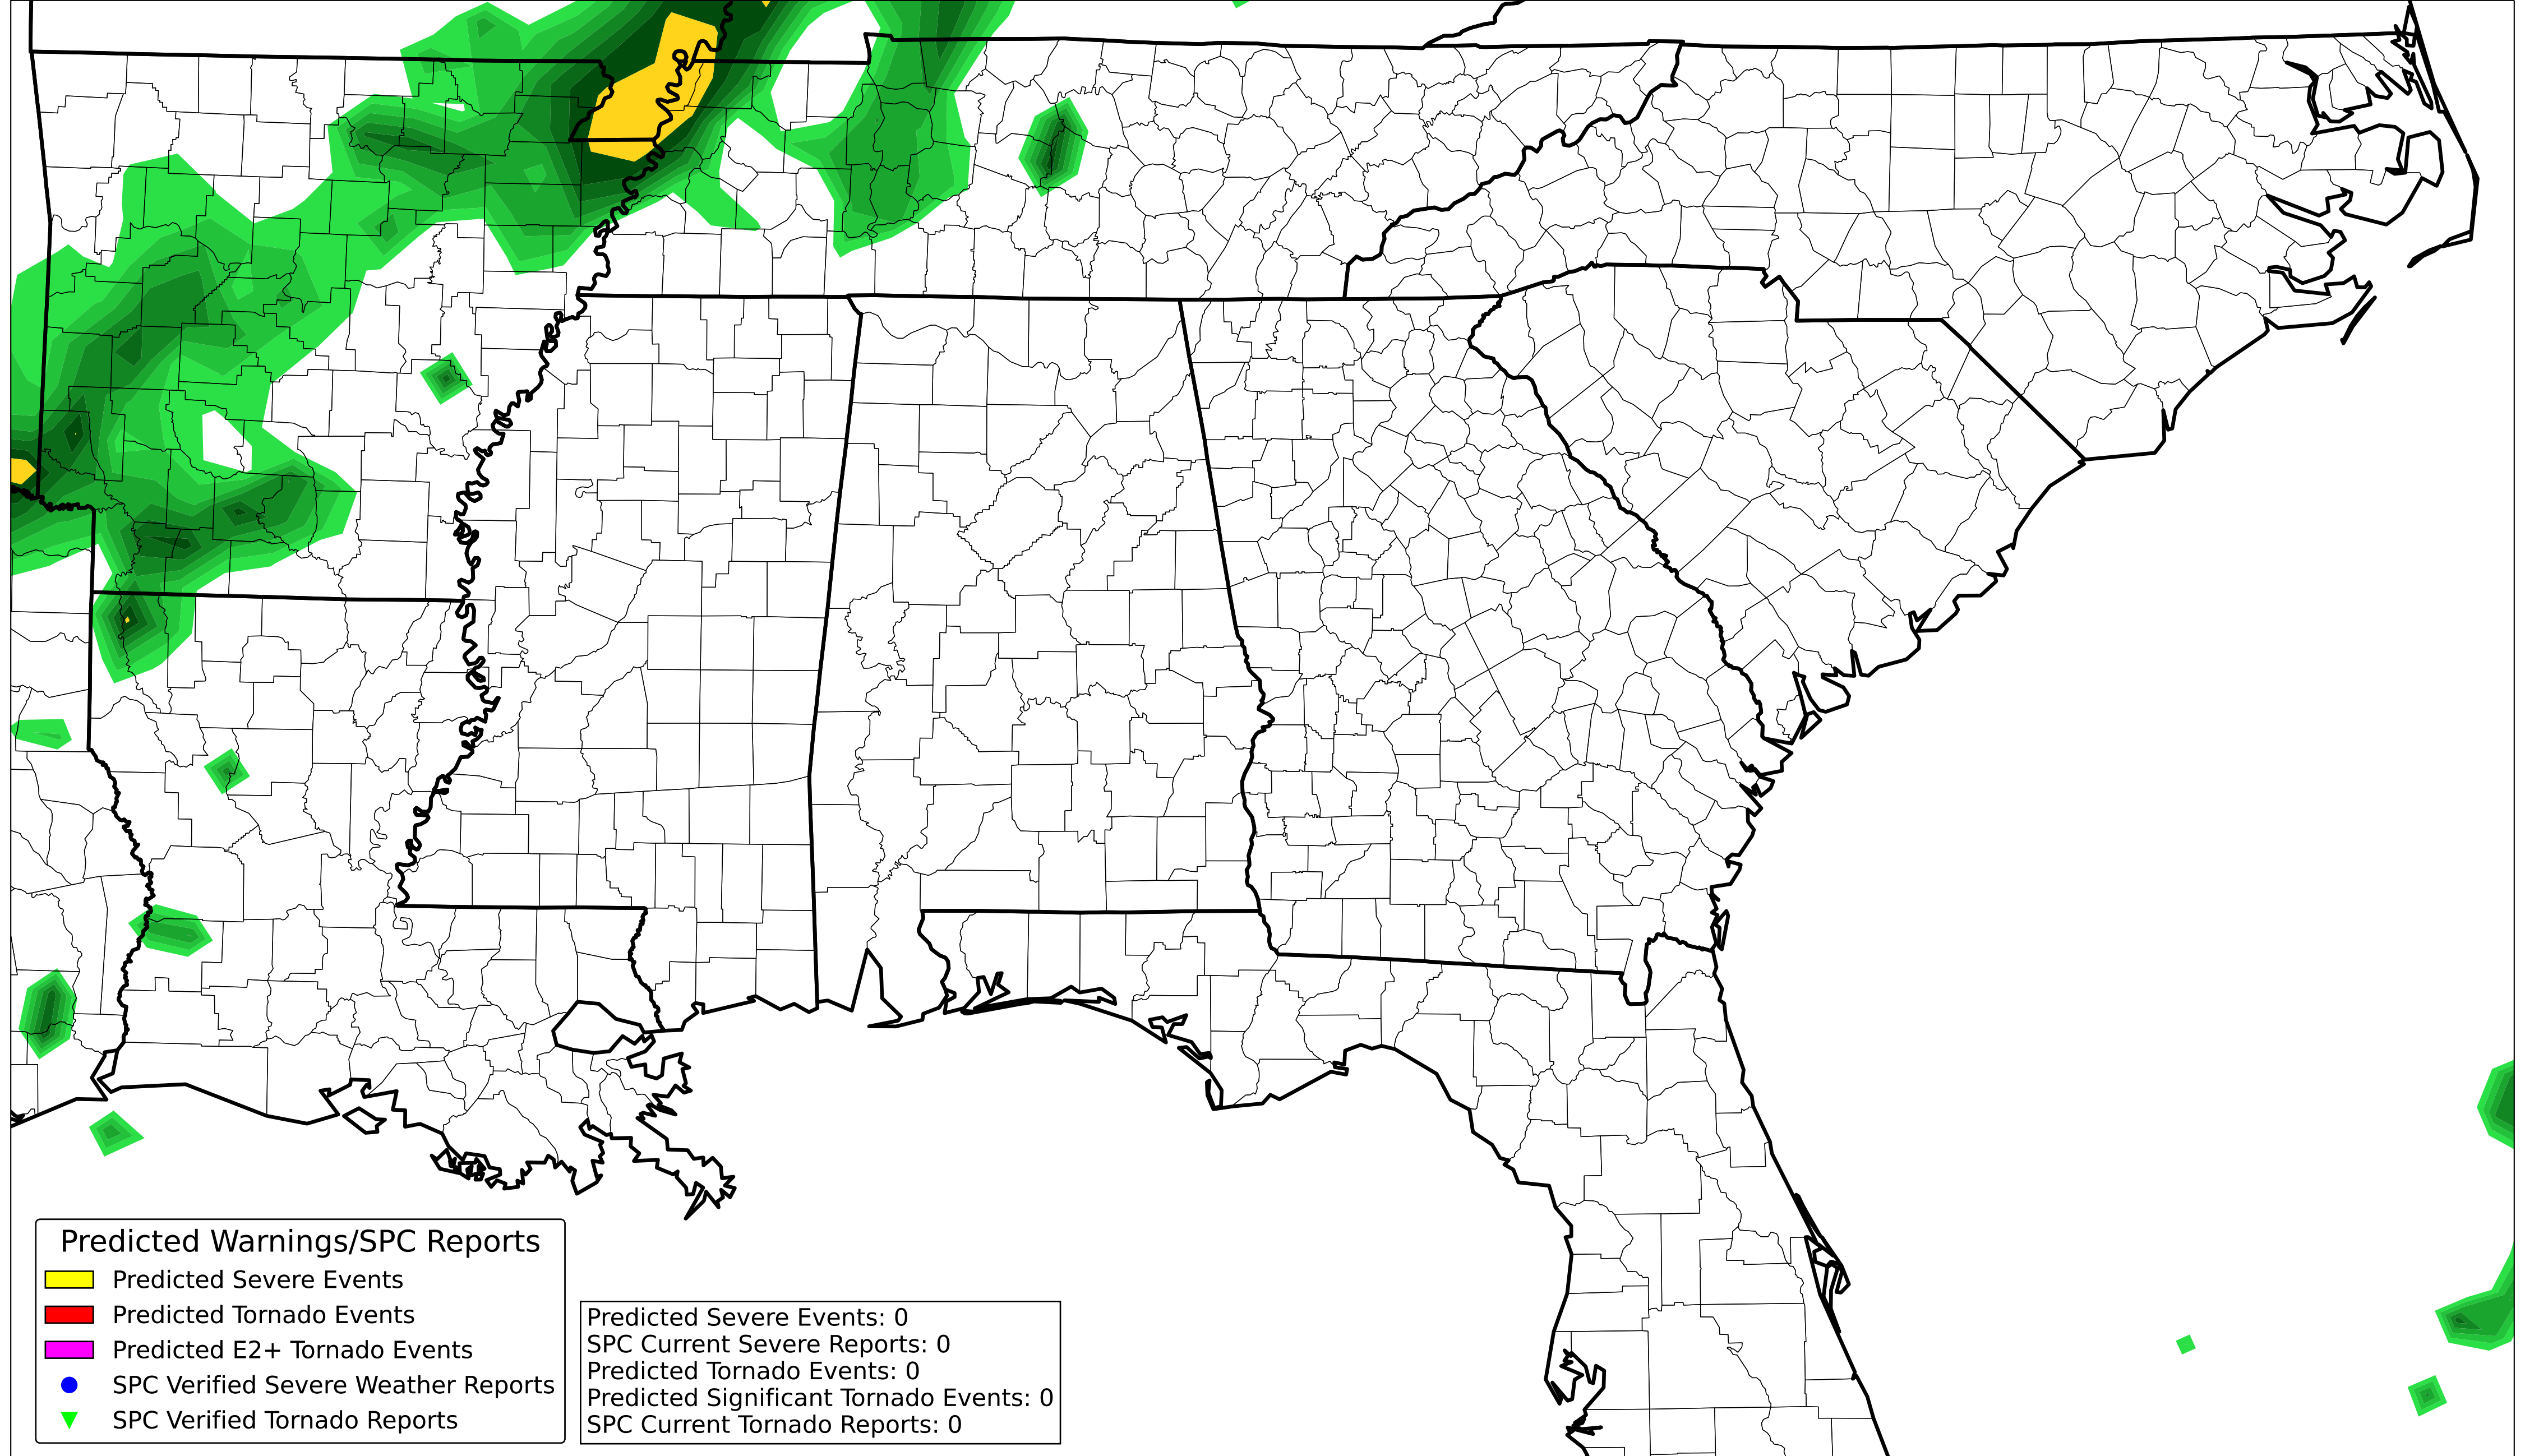 Predicted Warnings/SPC Reports
Predicted Severe Events
Predicted Tornado Events
Predicted E2+ Tornado Events
SPC Verified Severe Weather Reports
SPC Verified Tornado Reports
Predicted Severe Events: 0
SPC Current Severe Reports: 0
Predicted Tornado Events: 0
Predicted Significant Tornado Events: 0
SPC Current Tornado Reports: 0